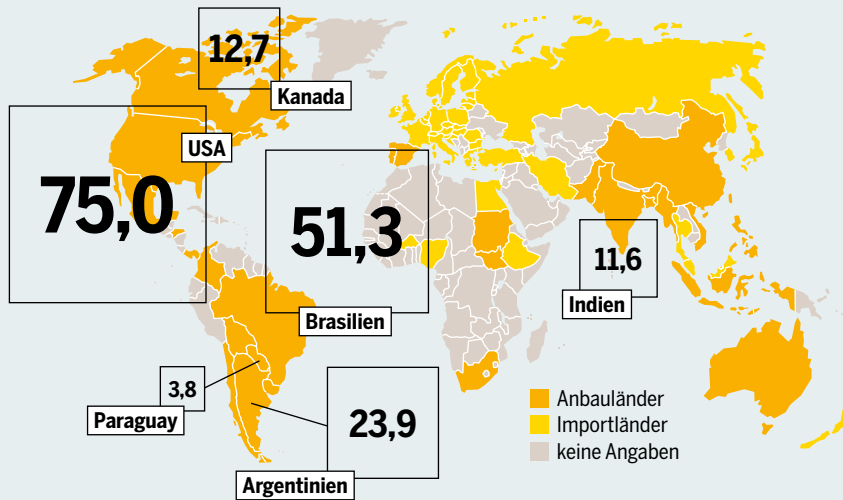 12,7
Kanada
USA
75,0
51,3
Brasilien
11,6
Indien
3,8
Paraguay
23,9
Argentinien
Anbauländer
Importländer
keine Angaben